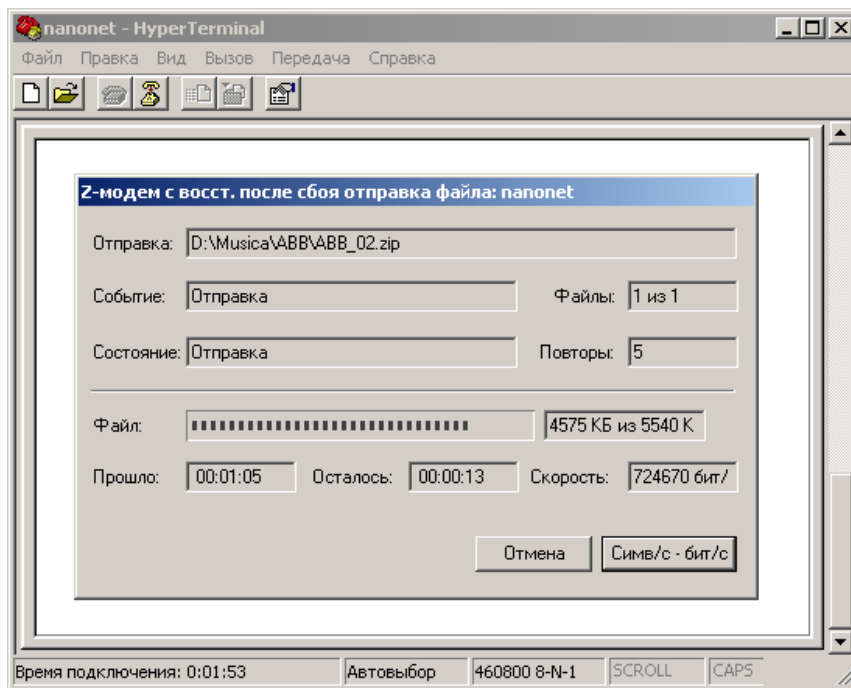 nanonet - HyperTerminal
Файл Правка Вид Вызов Передача Справка
Z-модем с восст. после сбоя отправка файла: nanonet
Отправка: D:\Musica\ABB\ABB_02.zip
Событие: Отправка Файлы: 1 из 1
Состояние: Отправка Повторы: 5
Файл: 4575 КБ из 5540 К
Прошло: 00:01:05 Осталось: 00:00:13 Скорость: 724670 бит/
Отмена Симв/с - бит/с
Время подключения: 0:01:53 Автовыбор 460800 8-N-1 SCROLL CAPS